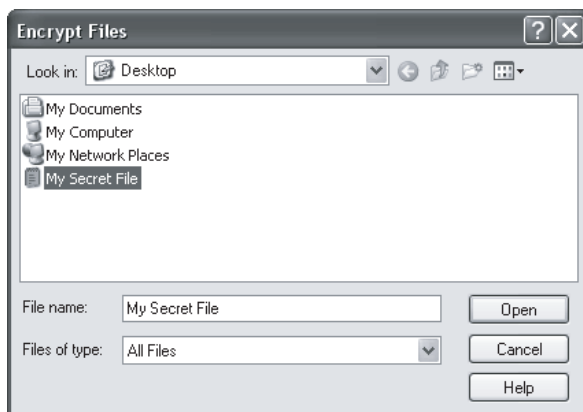 Encrypt Files
Look in: Desktop
My Documents
My Computer
My Network Places
My Secret File
File name: My Secret File Open
Files of type: All Files Cancel
Help